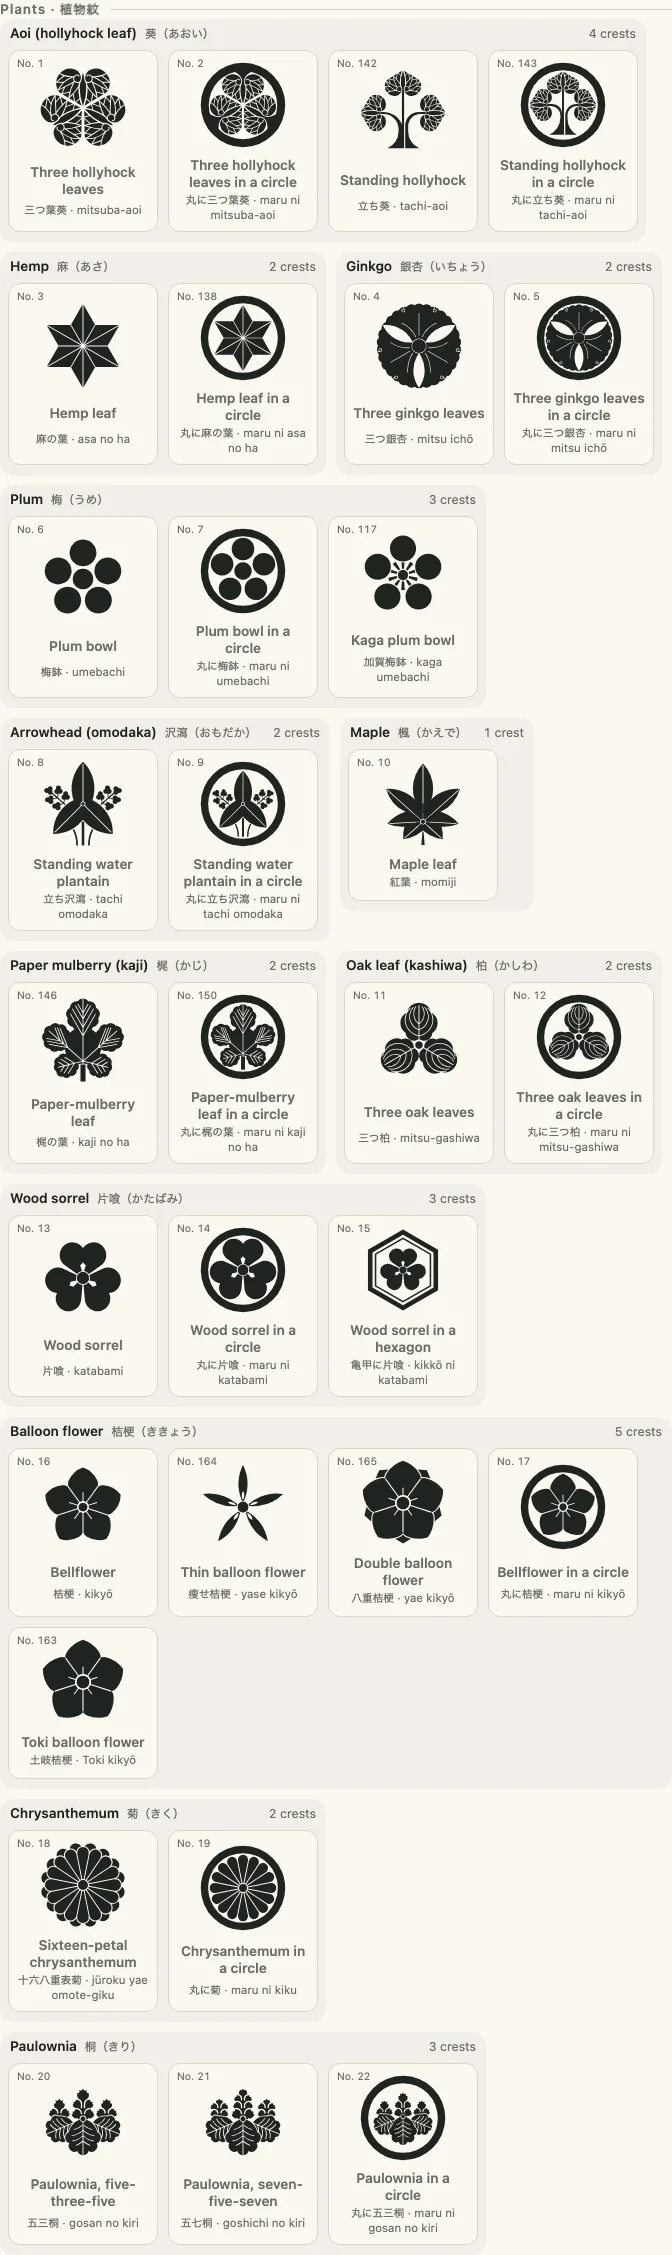 Plants · 植物紋
Aoi (hollyhock leaf) 葵（あおい） 4 crests
No. 1
Three hollyhock
leaves
三つ葉葵 · mitsuba-aoi
No. 2
Three hollyhock
leaves in a circle
丸に三つ葉葵 · maru ni
mitsuba-aoi
No. 142
Standing hollyhock
立ち葵 · tachi-aoi
No. 143
Standing hollyhock
in a circle
丸に立ち葵 · maru ni
tachi-aoi
Hemp 麻（あさ） 2 crests
No. 3
Hemp leaf
麻の葉 · asa no ha
No. 138
Hemp leaf in a
circle
丸に麻の葉 · maru ni asa
no ha
Ginkgo 銀杏（いちょう） 2 crests
No. 4
Three ginkgo leaves
三つ銀杏 · mitsu ichō
No. 5
Three ginkgo leaves
in a circle
丸に三つ銀杏 · maru ni
mitsu ichō
Plum 梅（うめ） 3 crests
No. 6
Plum bowl
梅鉢 · umebachi
No. 7
Plum bowl in a
circle
丸に梅鉢 · maru ni
umebachi
No. 117
Kaga plum bowl
加賀梅鉢 · kaga
umebachi
Arrowhead (omodaka) 沢瀉（おもだか） 2 crests
No. 8
Standing water
plantain
立ち沢瀉 · tachi
omodaka
No. 9
Standing water
plantain in a circle
丸に立ち沢瀉 · maru ni
tachi omodaka
Maple 楓（かえで） 1 crest
No. 10
Maple leaf
紅葉 · momiji
Paper mulberry (kaji) 梶（かじ） 2 crests
No. 146
Paper-mulberry
leaf
梶の葉 · kaji no ha
No. 150
Paper-mulberry
leaf in a circle
丸に梶の葉 · maru ni kaji
no ha
Oak leaf (kashiwa) 柏（かしわ） 2 crests
No. 11
Three oak leaves
三つ柏 · mitsu-gashiwa
No. 12
Three oak leaves in
a circle
丸に三つ柏 · maru ni
mitsu-gashiwa
Wood sorrel 片喰（かたばみ） 3 crests
No. 13
Wood sorrel
片喰 · katabami
No. 14
Wood sorrel in a
circle
丸に片喰 · maru ni
katabami
No. 15
Wood sorrel in a
hexagon
亀甲に片喰 · kikkō ni
katabami
Balloon flower 桔梗（ききょう） 5 crests
No. 16
Bellflower
桔梗 · kikyō
No. 164
Thin balloon flower
痩せ桔梗 · yase kikyō
No. 165
Double balloon
flower
八重桔梗 · yae kikyō
No. 17
Bellflower in a circle
丸に桔梗 · maru ni kikyō
No. 163
Toki balloon flower
土岐桔梗 · Toki kikyō
Chrysanthemum 菊（きく） 2 crests
No. 18
Sixteen-petal
chrysanthemum
十六八重表菊 · jūroku yae
omote-giku
No. 19
Chrysanthemum in
a circle
丸に菊 · maru ni kiku
Paulownia 桐（きり） 3 crests
No. 20
Paulownia, five-
three-five
五三桐 · gosan no kiri
No. 21
Paulownia, seven-
five-seven
五七桐 · goshichi no kiri
No. 22
Paulownia in a
circle
丸に五三桐 · maru ni
gosan no kiri